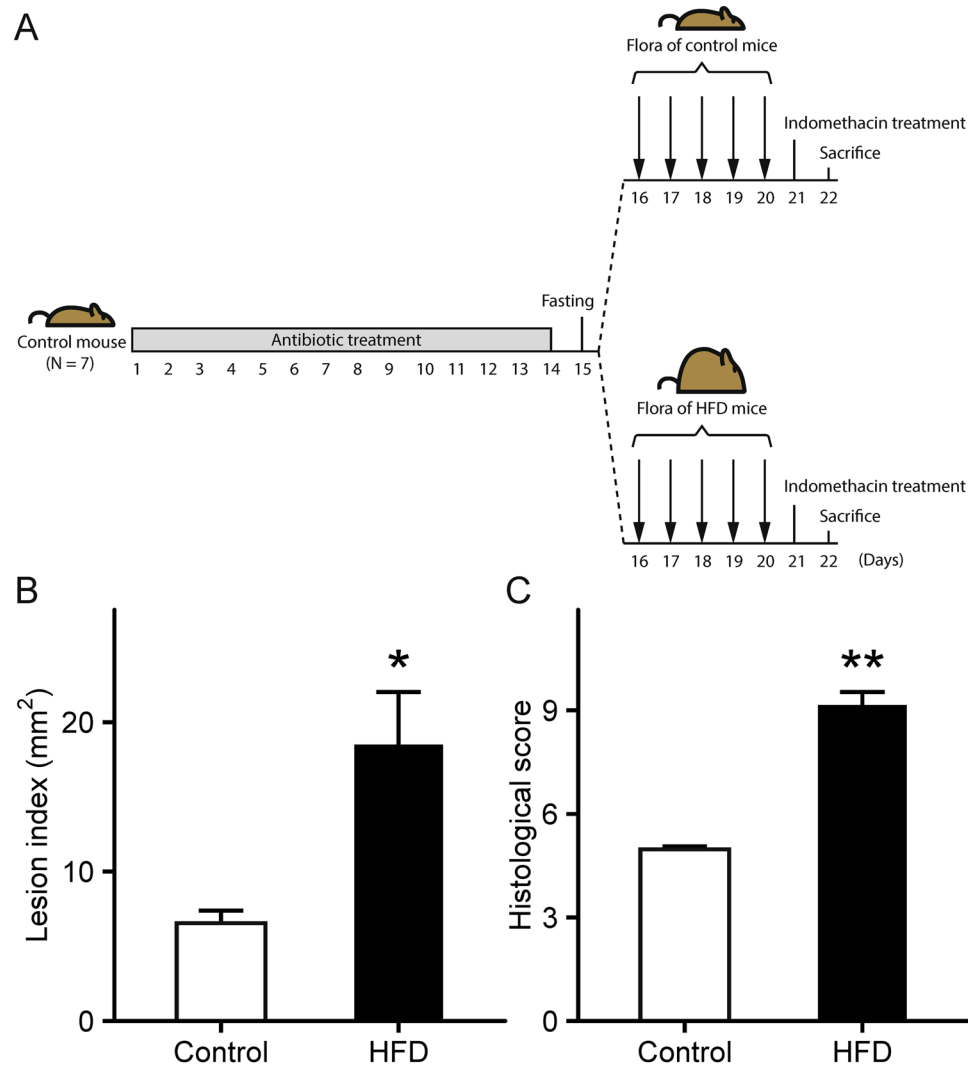 A
Flora of control mice
Indomethacin treatment
Sacrifice
16 17 18 19 20 21 22
Fasting
Control mouse
(N = 7)
Antibiotic treatment
1 2 3 4 5 6 7 8 9 10 11 12 13 14 15
Flora of HFD mice
Indomethacin treatment
Sacrifice
16 17 18 19 20 21 22 (Days)
B
Lesion index (mm²)
20
10
0
*
Control HFD
C
Histological score
9
6
3
0
**
Control HFD